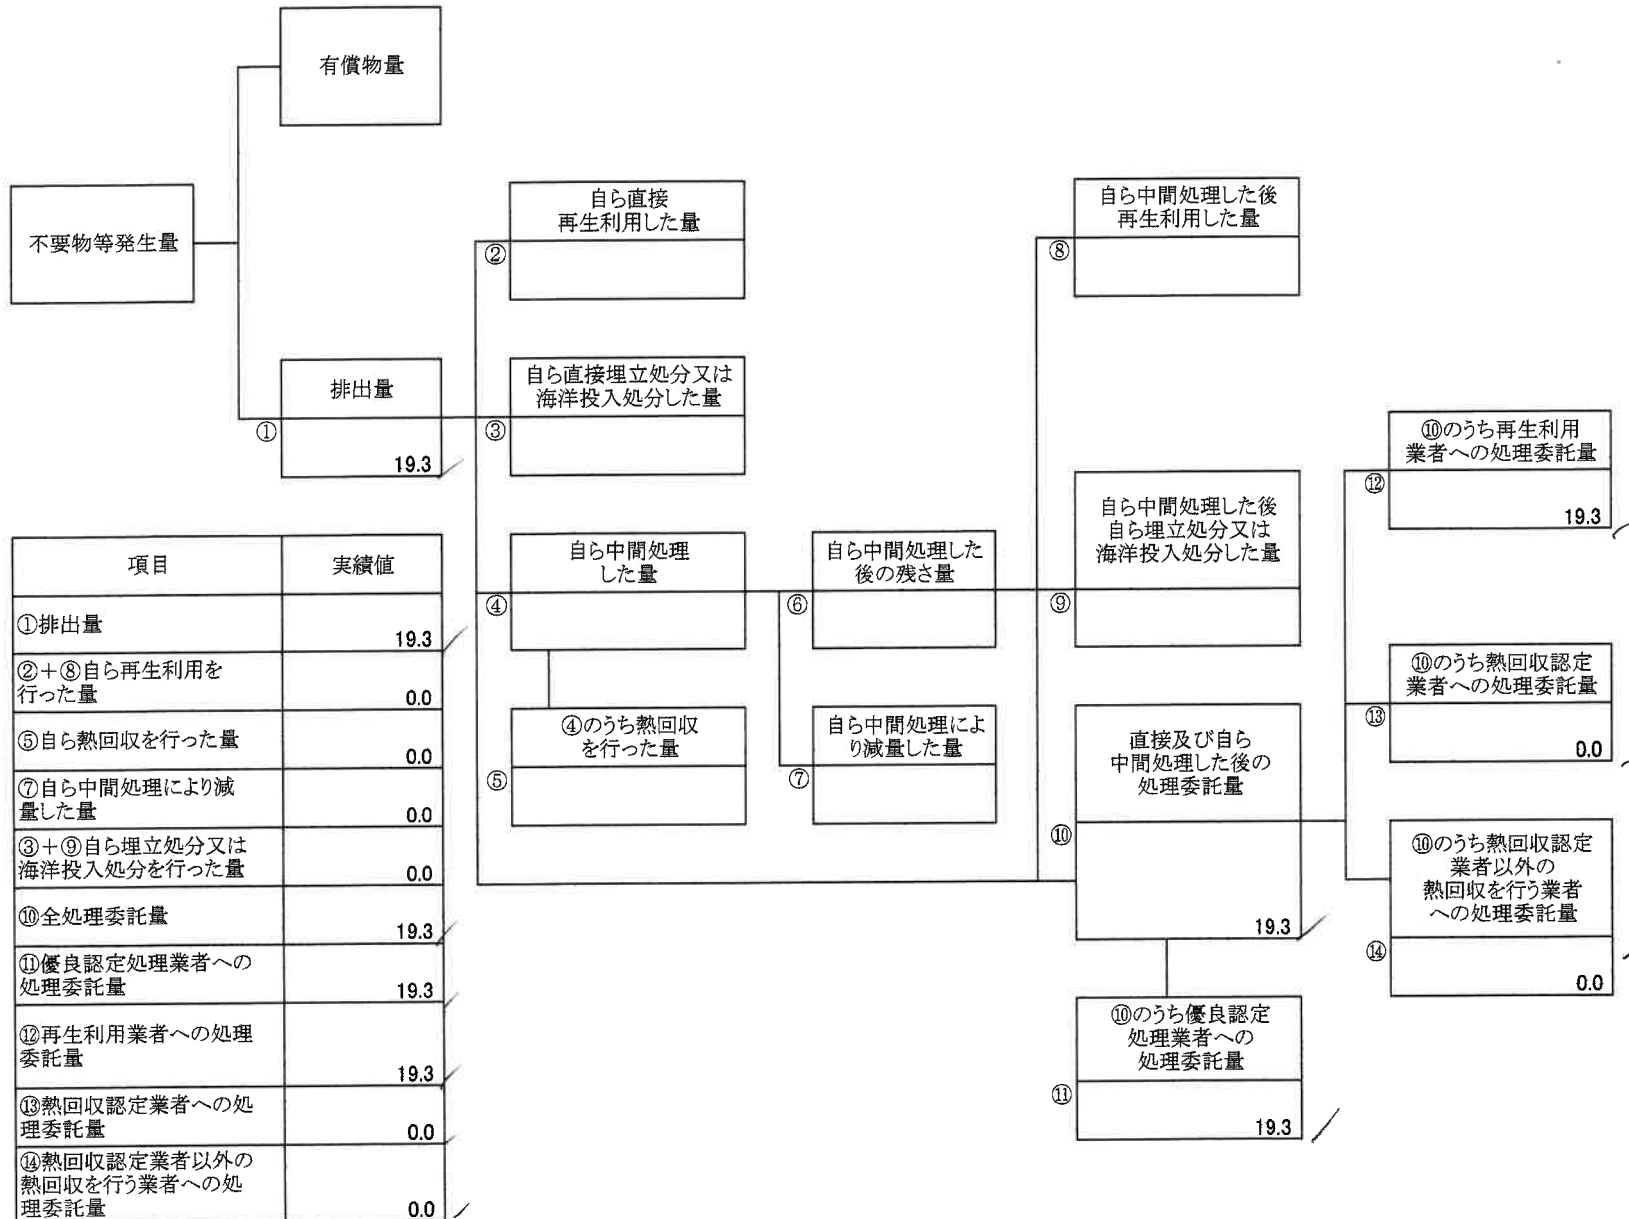 有償物量
不要物等発生量
排出量
①
19.3
自ら直接
再生利用した量
②
自ら直接埋立処分又は
海洋投入処分した量
③
自ら中間処理
した量
④
④のうち熱回収
を行った量
⑤
自ら中間処理した
後の残さ量
⑥
自ら中間処理によ
り減量した量
⑦
自ら中間処理した後
再生利用した量
⑧
自ら中間処理した後
自ら埋立処分又は
海洋投入処分した量
⑨
直接及び自ら
中間処理した後の
処理委託量
⑩
19.3
⑩のうち優良認定
処理業者への
処理委託量
⑪
19.3
⑩のうち再生利用
業者への処理委託量
⑫
19.3
⑩のうち熱回収認定
業者への処理委託量
⑬
0.0
⑩のうち熱回収認定
業者以外の
熱回収を行う業者
への処理委託量
⑭
0.0
項目 実績値
①排出量 19.3
②+⑧自ら再生利用を
行った量 0.0
⑤自ら熱回収を行った量 0.0
⑦自ら中間処理により減
量した量 0.0
③+⑨自ら埋立処分又は
海洋投入処分を行った量 0.0
⑩全処理委託量 19.3
⑪優良認定処理業者への
処理委託量 19.3
⑫再生利用業者への処理
委託量 19.3
⑬熱回収認定業者への処
理委託量 0.0
⑭熱回収認定業者以外の
熱回収を行う業者への処
理委託量 0.0